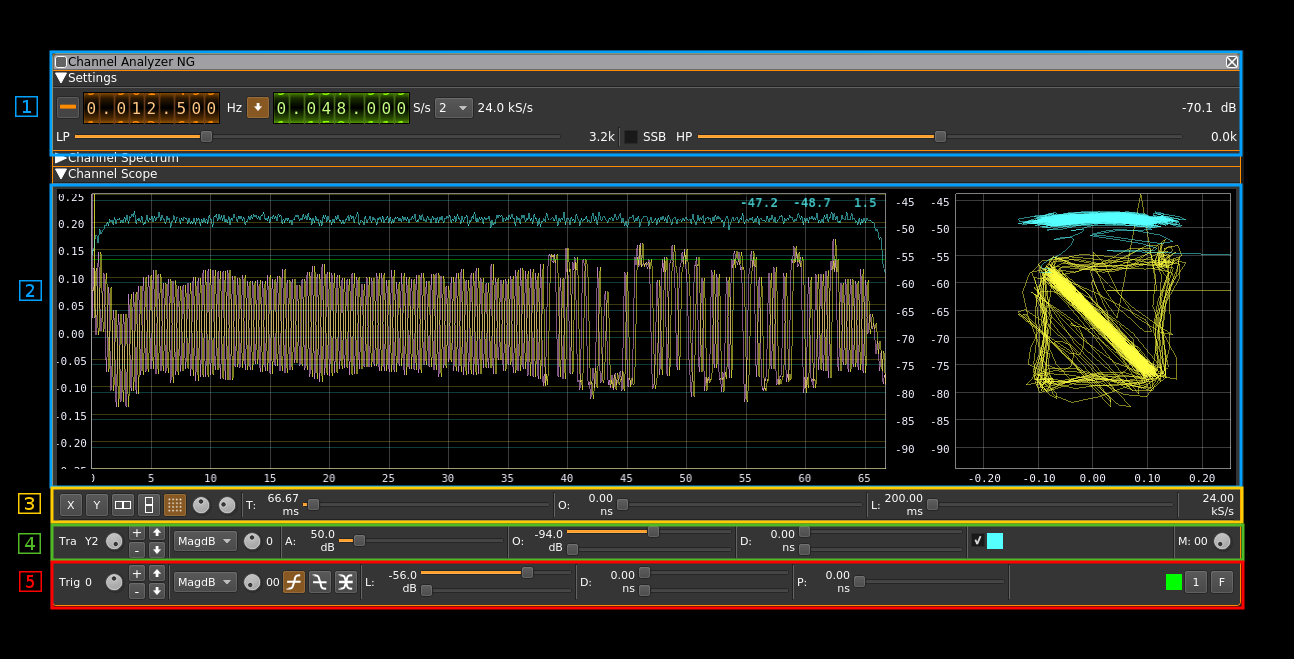 Channel Analyzer NG
Settings
1
0.012.500 Hz 0.048.000 S/s 2 24.0 kS/s -70.1 dB
LP 3.2k SSB HP 0.0k
Channel Spectrum
Channel Scope
2
0.25 0.20 0.15 0.10 0.05 0.00 -0.05 -0.10 -0.15 -0.20
-47.2 -48.7 1.5
-45 -50 -55 -60 -65 -70 -75 -80 -85 -90
-45 -50 -55 -60 -65 -70 -75 -80 -85 -90
5 10 15 20 25 30 35 40 45 50 55 60 65
-0.20 -0.10 0.00 0.10 0.20
3
X Y T: 66.67 ms O: 0.00 ns L: 200.00 ms 24.00 kS/s
4
Tra Y2 + - MagdB 0 A: 50.0 dB O: -94.0 dB D: 0.00 ns M: 00
5
Trig 0 + - MagdB 00 L: -56.0 dB D: 0.00 ns P: 0.00 ns 1 F